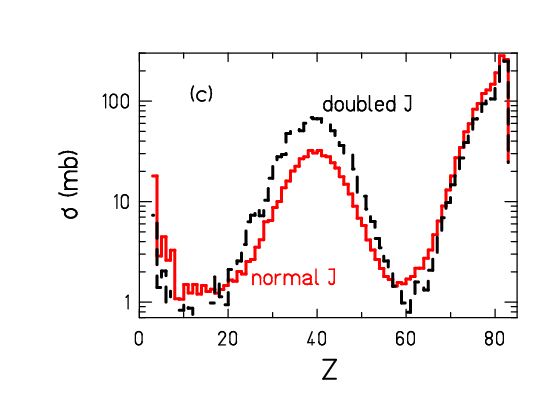 (c)
doubled J
normal J
σ (mb)
100
10
1
0 20 40 60 80
Z